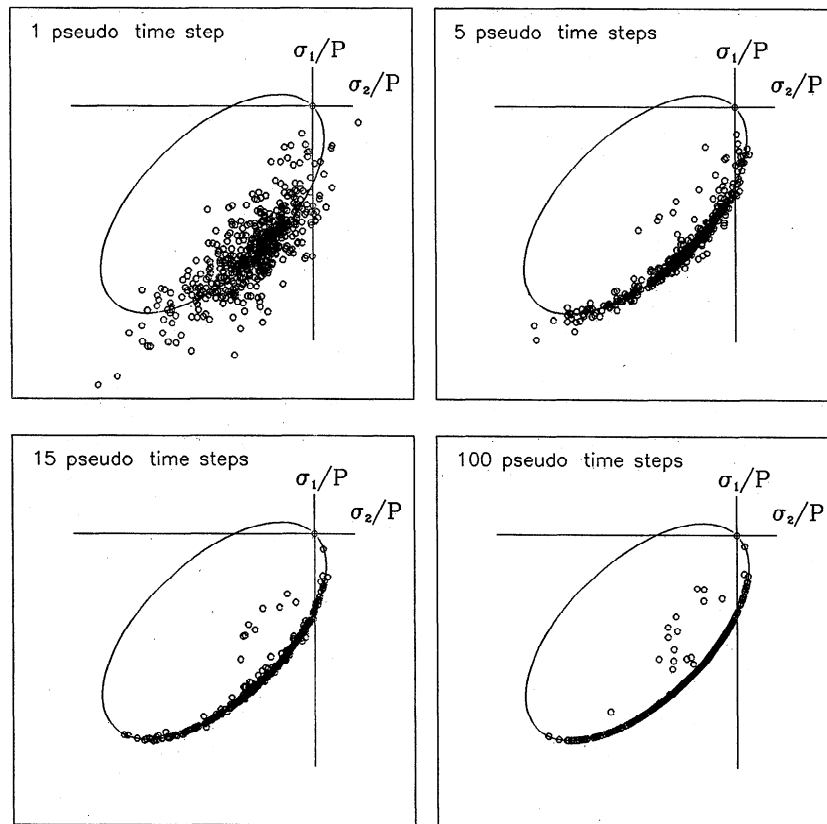 1 pseudo time step
σ₁/P
σ₂/P
5 pseudo time steps
σ₁/P
σ₂/P
15 pseudo time steps
σ₁/P
σ₂/P
100 pseudo time steps
σ₁/P
σ₂/P